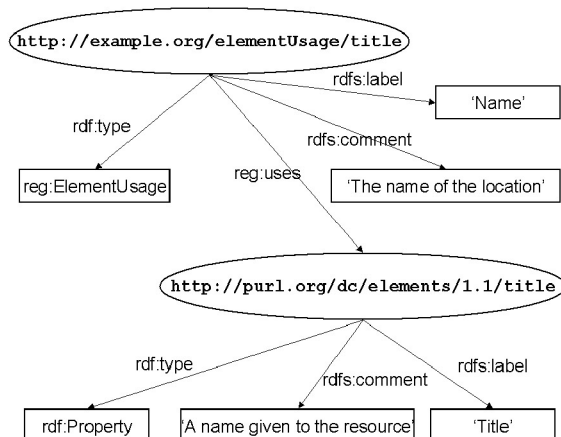 http://example.org/elementUsage/title
rdfs:label
'Name'
rdf:type
rdfs:comment
reg:uses
reg:ElementUsage
'The name of the location'
http://purl.org/dc/elements/1.1/title
rdf:type
rdfs:comment
rdfs:label
rdf:Property
'A name given to the resource'
'Title'